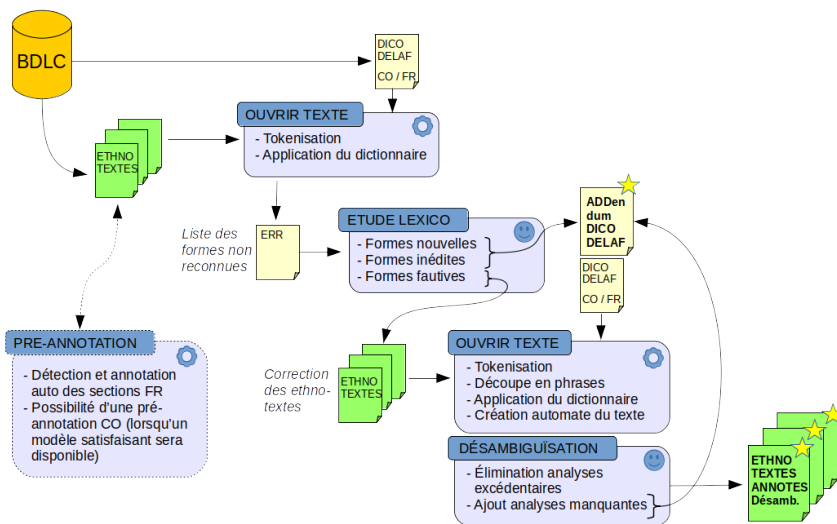 BDLC
DICO
DELAF
CO / FR
OUVRIR TEXTE
- Tokenisation
- Application du dictionnaire
ETHNO
TEXTES
Liste des
formes non
reconnues
ERR
ETUDE LEXICO
- Formes nouvelles
- Formes inédites
- Formes fautives
ADDen
dum
DICO
DELAF
DICO
DELAF
CO / FR
PRE-ANNOTATION
- Détection et annotation
auto des sections FR
- Possibilité d'une pré-
annotation CO (lorsqu'un
modèle satisfaisant sera
disponible)
Correction
des ethno-
textes
ETHNO
TEXTES
OUVRIR TEXTE
- Tokenisation
- Découpe en phrases
- Application du dictionnaire
- Création automate du texte
DÉSAMBIGUÏSATION
- Élimination analyses
excédentaires
- Ajout analyses manquantes
ETHNO
TEXTES
ANNOTES
Désamb.